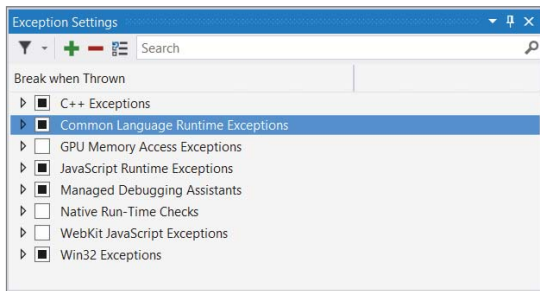 Exception Settings
Search
Break when Thrown
C++ Exceptions
Common Language Runtime Exceptions
GPU Memory Access Exceptions
JavaScript Runtime Exceptions
Managed Debugging Assistants
Native Run-Time Checks
WebKit JavaScript Exceptions
Win32 Exceptions